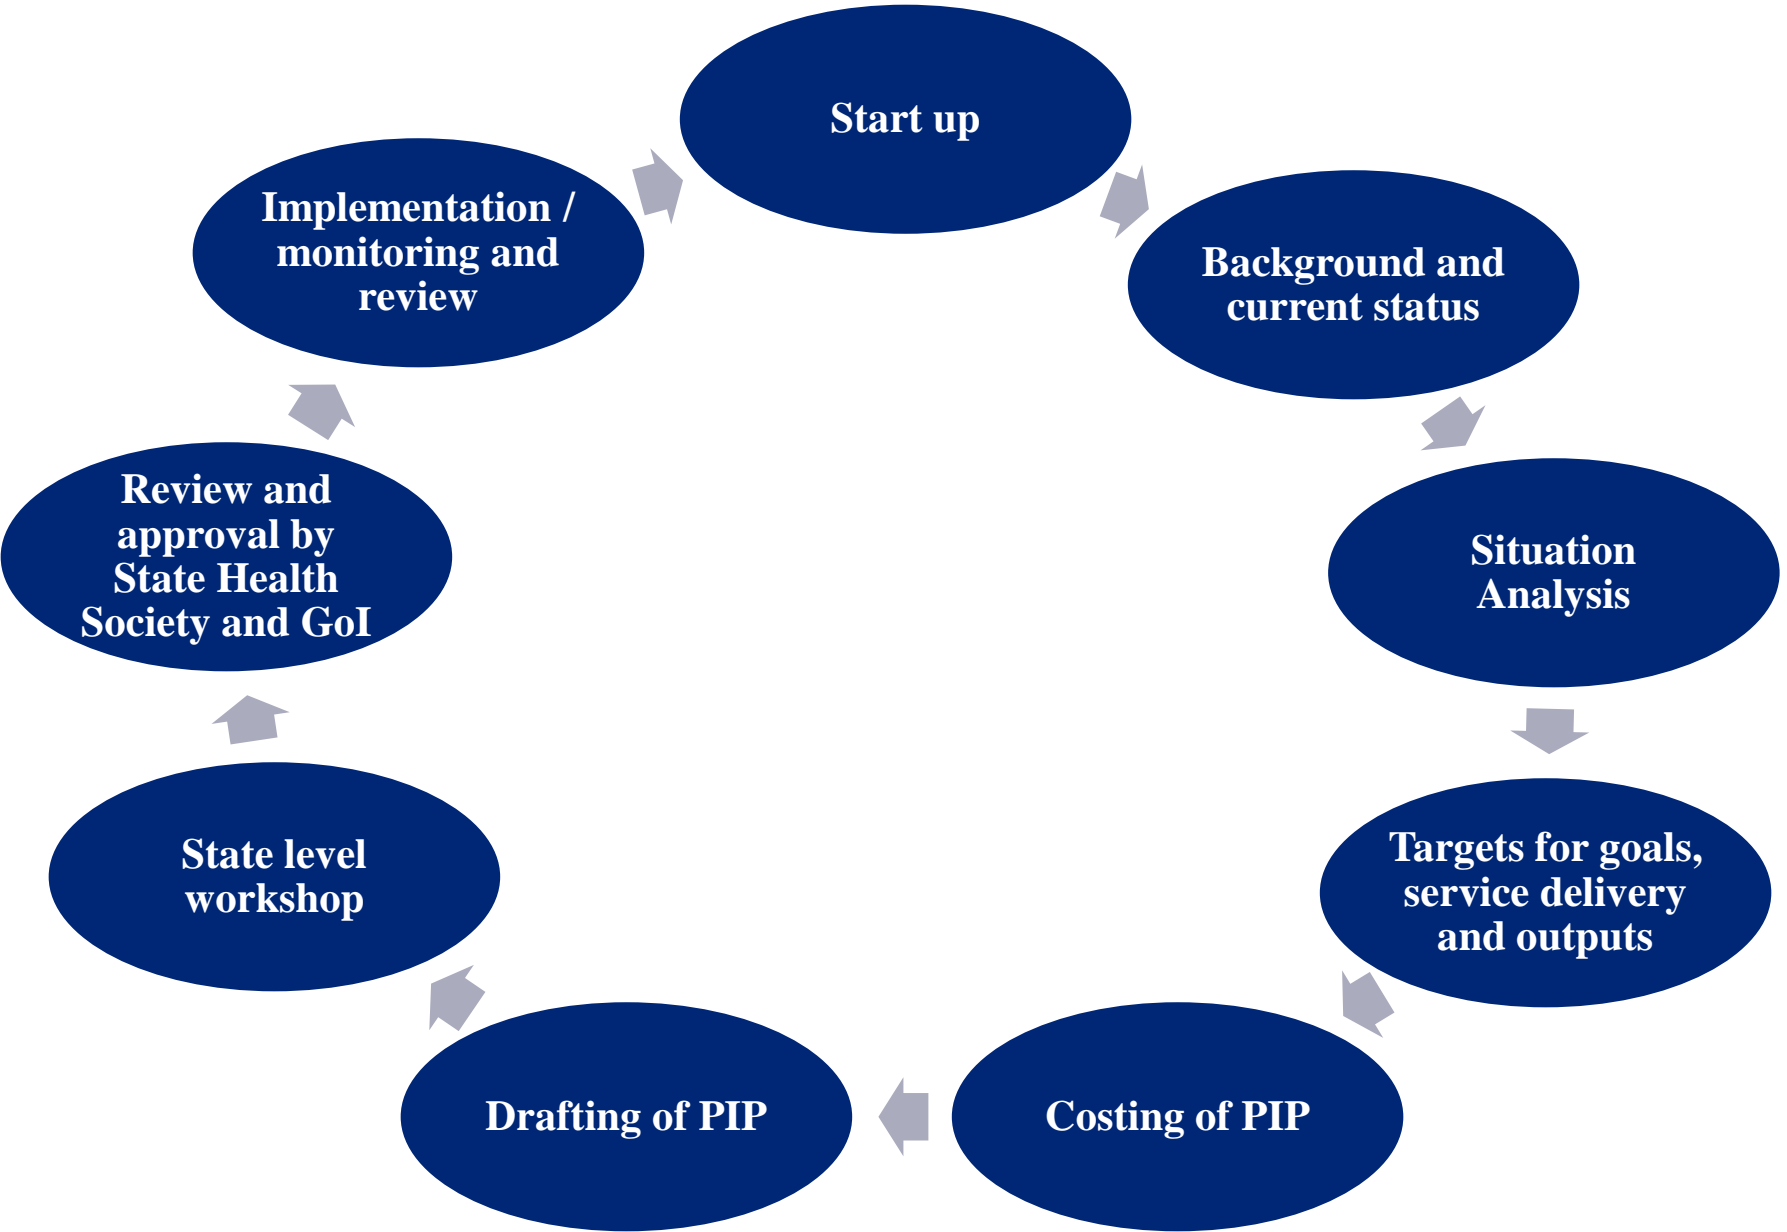 Start up
Background and
current status
Situation
Analysis
Targets for goals,
service delivery
and outputs
Costing of PIP
Drafting of PIP
State level
workshop
Review and
approval by
State Health
Society and GoI
Implementation /
monitoring and
review